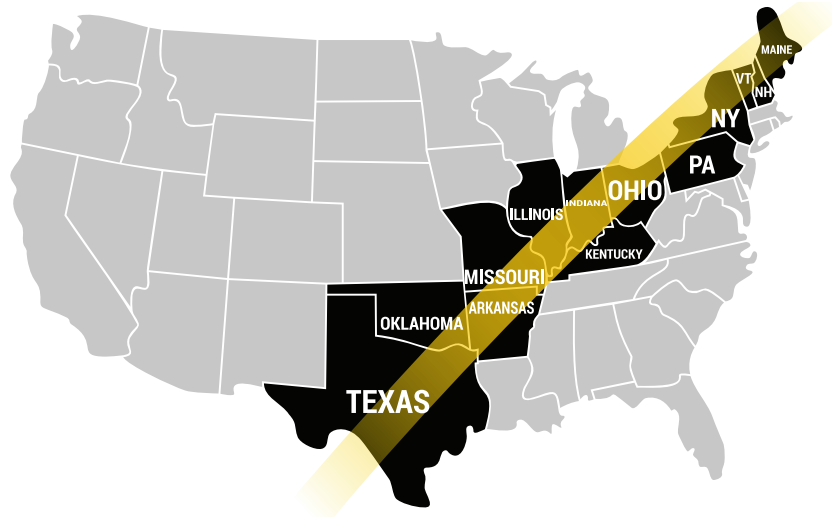 MAINE
VT
NH
NY
PA
OHIO
INDIANA
ILLINOIS
KENTUCKY
MISSOURI
ARKANSAS
OKLAHOMA
TEXAS